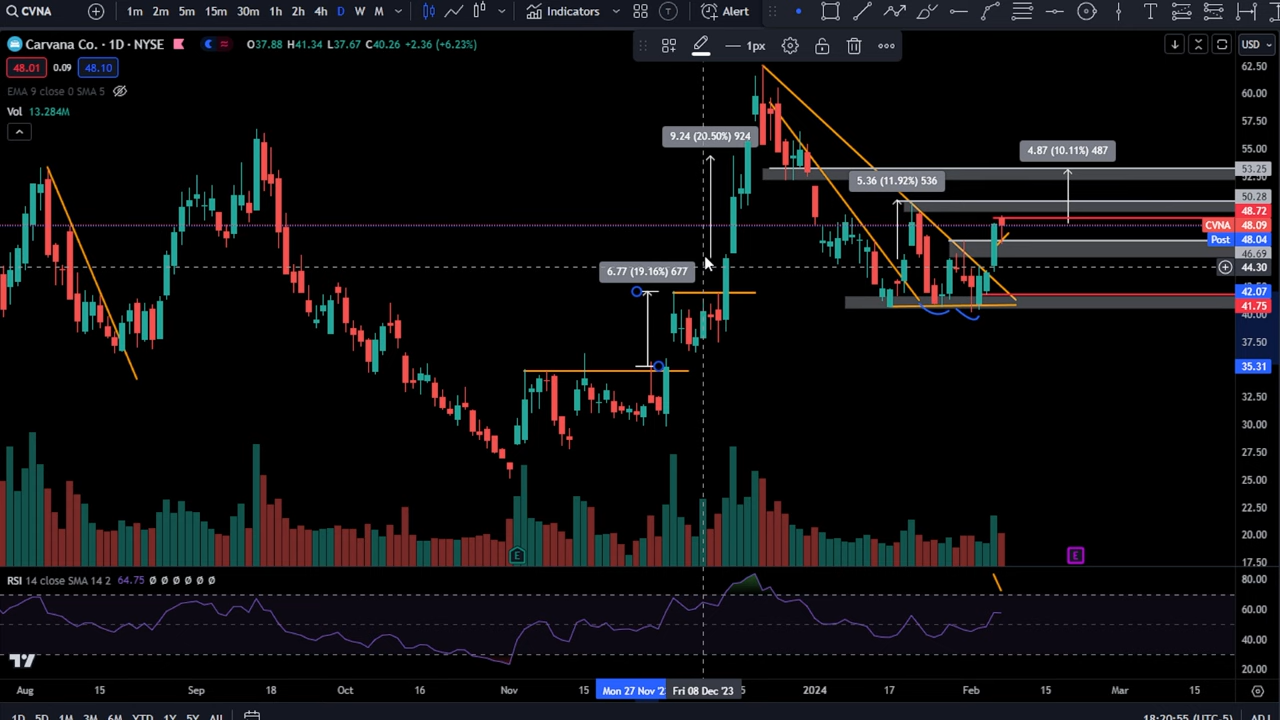 CVNA 1m 2m 5m 15m 30m 1h 2h 4h D W M Indicators T Alert T
Carvana Co. · 1D · NYSE O37.88 H41.34 L37.67 C40.26 +2.36 (+6.23%) 1px USD
48.01 0.09 48.10
EMA 9 close 0 SMA 5
Vol 13.284M
62.50
60.00
57.50
9.24 (20.50%) 924
55.00
4.87 (10.11%) 487
53.25
5.36 (11.92%) 536
50.28
48.72
CVNA 48.09
Post 48.04
46.69
44.30
6.77 (19.16%) 677
42.07
41.75
40.00
37.50
35.31
32.50
30.00
27.50
25.00
22.50
20.00
17.50
E E
RSI 14 close SMA 14 2 64.75 Ø Ø Ø Ø Ø Ø
80.00
60.00
40.00
20.00
Aug 15 Sep 18 Oct 16 Nov 15 Mon 27 Nov '2 Fri 08 Dec '23 2024 17 Feb 15 Mar 15
1D 5D 1M 3M 6M YTD 1Y 5Y All 18:20:55 (UTC-5) ADJ